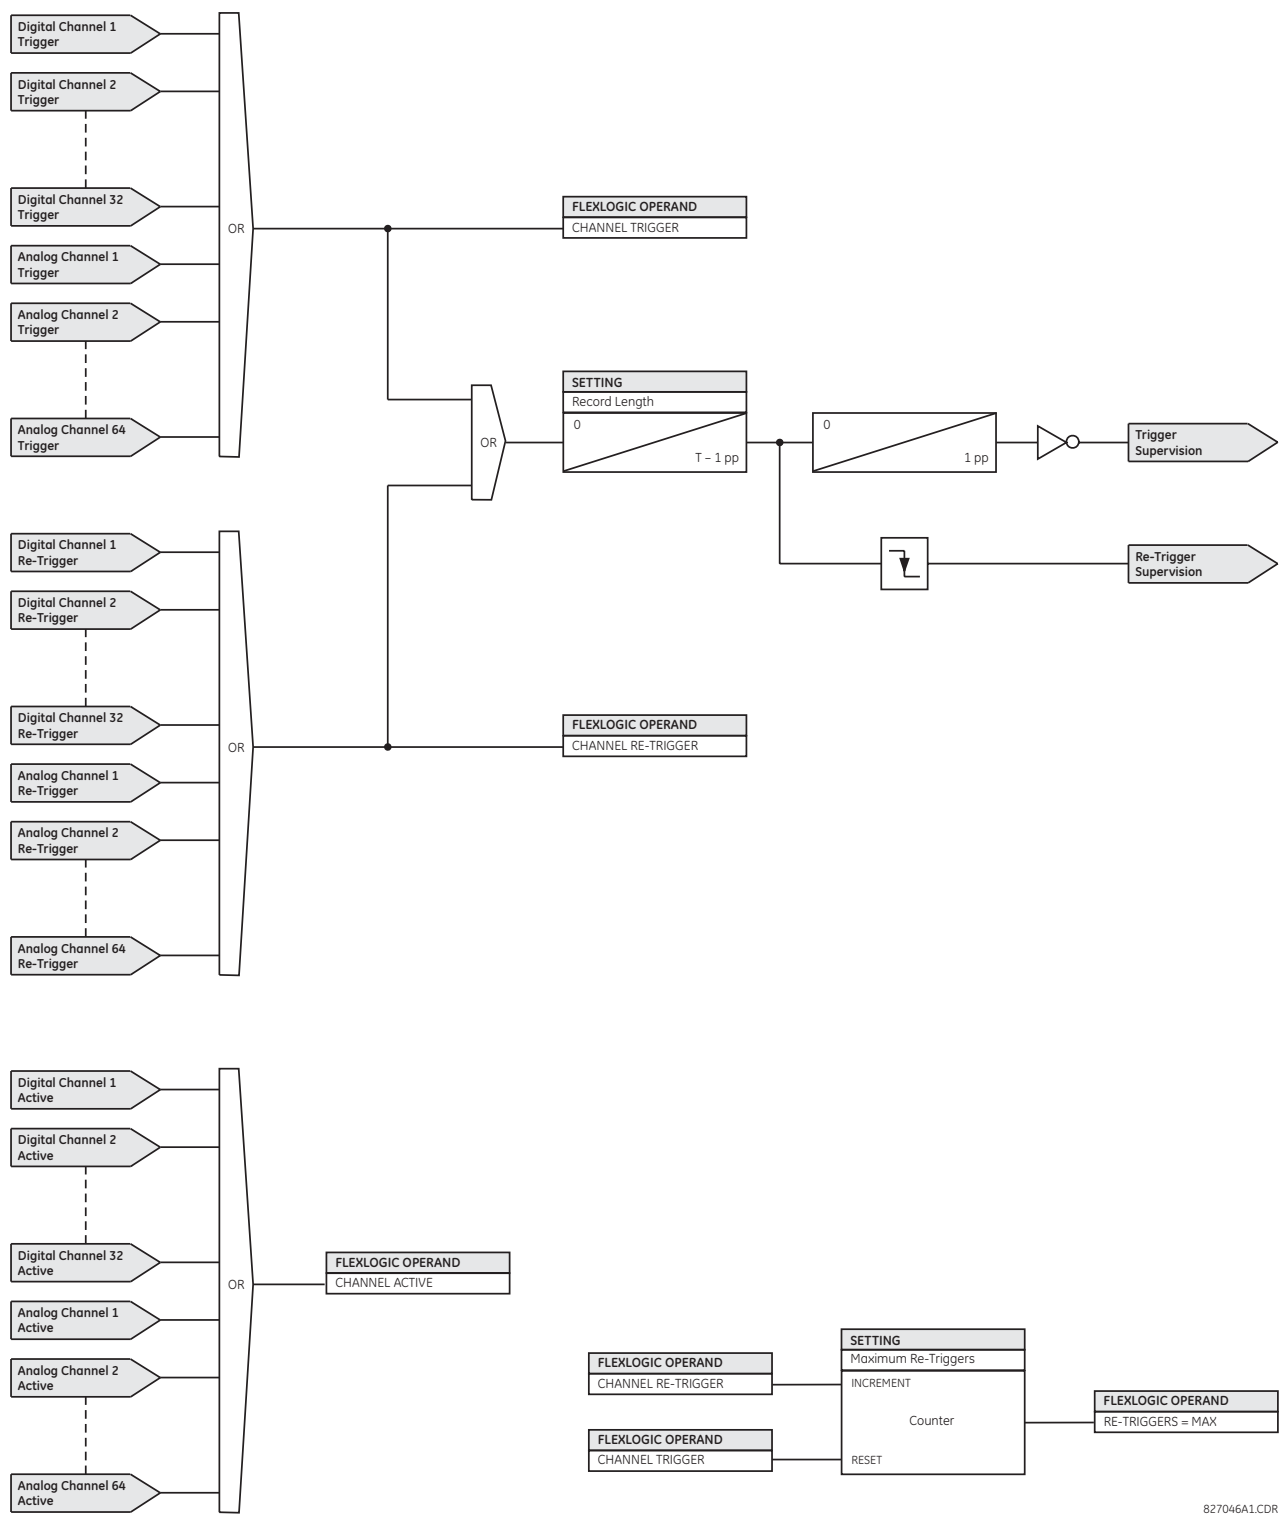 Digital Channel 1
Trigger
Digital Channel 2
Trigger
Digital Channel 32
Trigger
Analog Channel 1
Trigger
Analog Channel 2
Trigger
Analog Channel 64
Trigger
OR
FLEXLOGIC OPERAND
CHANNEL TRIGGER
OR
SETTING
Record Length
0
T – 1 pp
0
1 pp
Trigger
Supervision
Re-Trigger
Supervision
Digital Channel 1
Re-Trigger
Digital Channel 2
Re-Trigger
Digital Channel 32
Re-Trigger
Analog Channel 1
Re-Trigger
Analog Channel 2
Re-Trigger
Analog Channel 64
Re-Trigger
OR
FLEXLOGIC OPERAND
CHANNEL RE-TRIGGER
Digital Channel 1
Active
Digital Channel 2
Active
Digital Channel 32
Active
Analog Channel 1
Active
Analog Channel 2
Active
Analog Channel 64
Active
OR
FLEXLOGIC OPERAND
CHANNEL ACTIVE
FLEXLOGIC OPERAND
CHANNEL RE-TRIGGER
FLEXLOGIC OPERAND
CHANNEL TRIGGER
SETTING
Maximum Re-Triggers
INCREMENT
Counter
RESET
FLEXLOGIC OPERAND
RE-TRIGGERS = MAX
827046A1.CDR